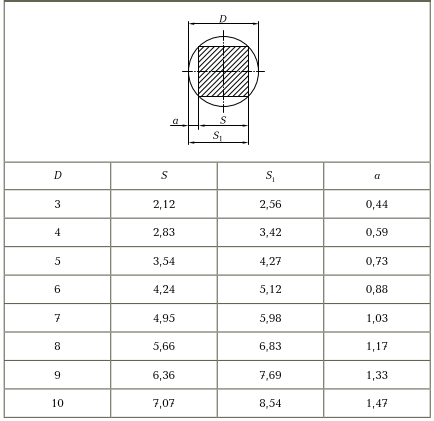 D
a S
S₁
D S S₁ a
3 2,12 2,56 0,44
4 2,83 3,42 0,59
5 3,54 4,27 0,73
6 4,24 5,12 0,88
7 4,95 5,98 1,03
8 5,66 6,83 1,17
9 6,36 7,69 1,33
10 7,07 8,54 1,47